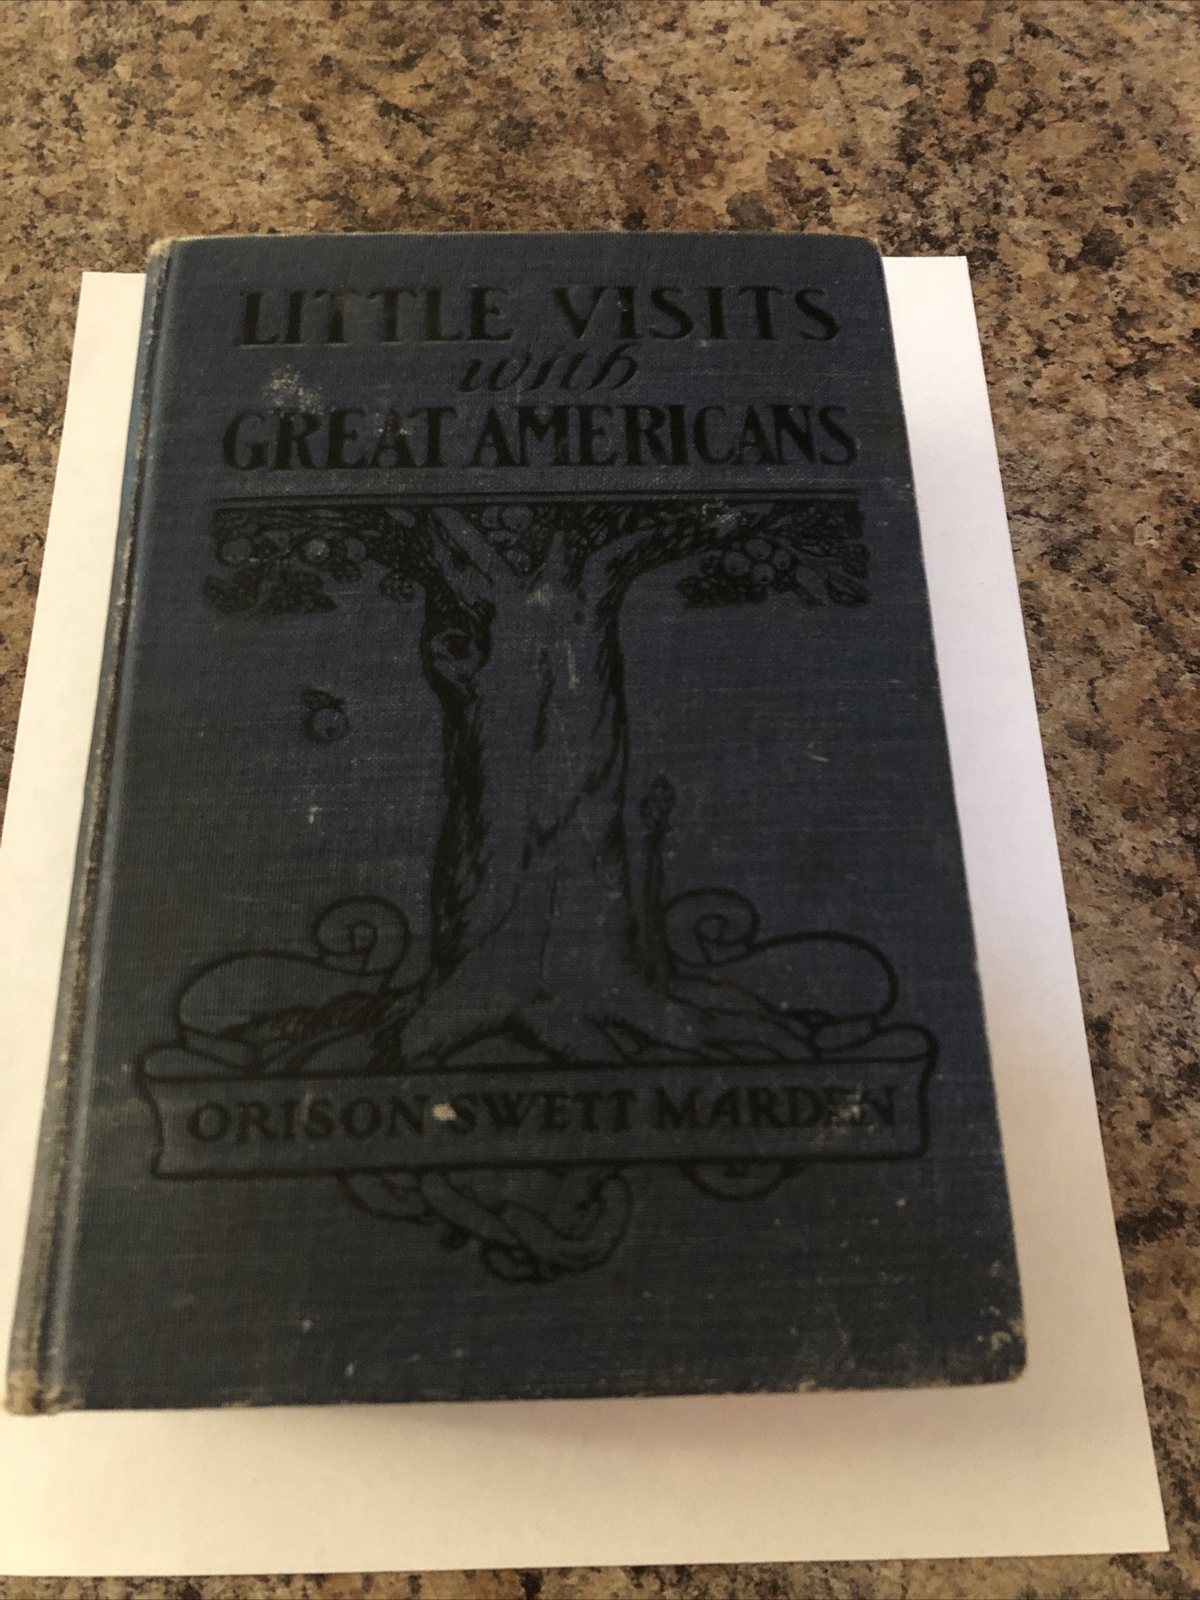 LITTLE VISITS
with
GREAT AMERICANS
ORISON SWETT MARDEN